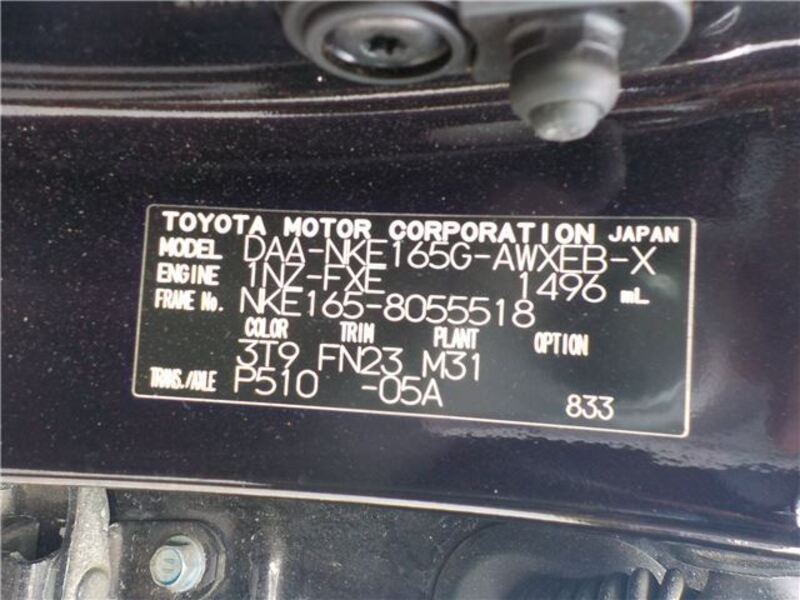 TOYOTA MOTOR CORPORATION JAPAN
MODEL DAA-NKE165G-AWXEB-X
ENGINE 1NZ-FXE 1496 mL
FRAME No. NKE165-8055518
COLOR TRIM PLANT OPTION
3T9 FN23 M31
TRANS./AXLE P510 -05A 833